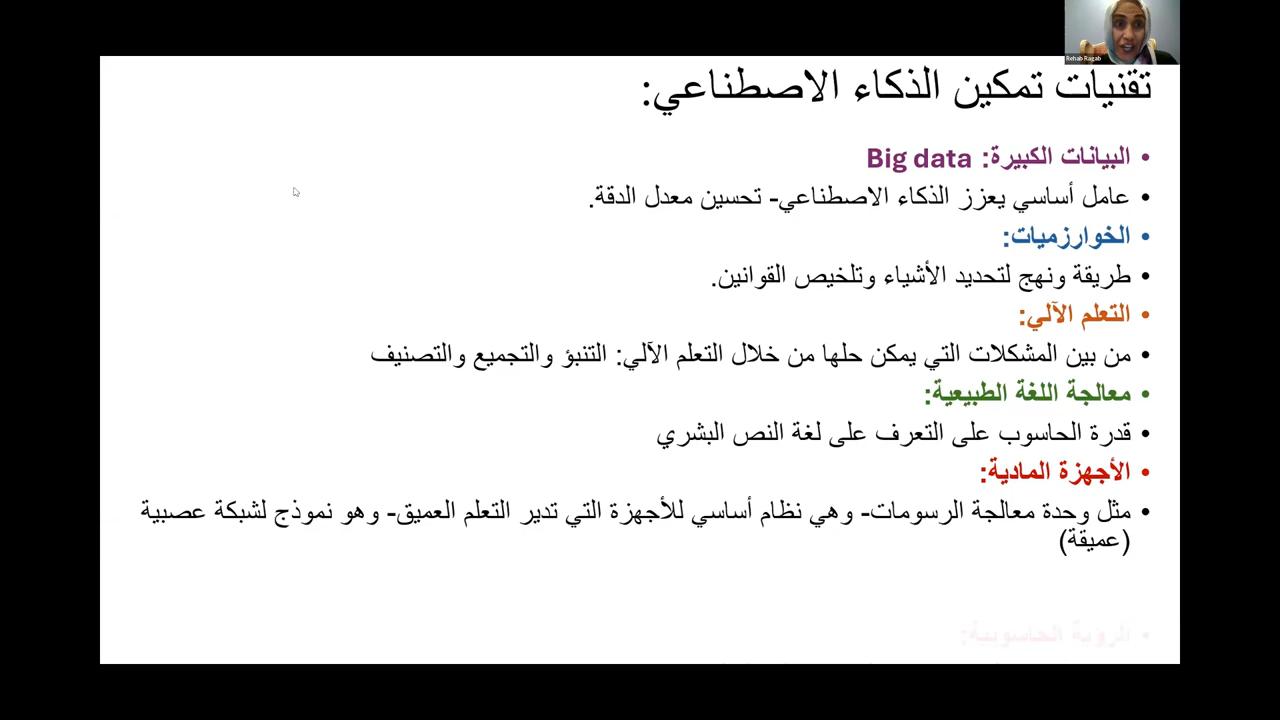 Rehab Ragab
تقنيات تمكين الذكاء الاصطناعي:
• البيانات الكبيرة: Big data
• عامل أساسي يعزز الذكاء الاصطناعي- تحسين معدل الدقة.
• الخوارزميات:
• طريقة ونهج لتحديد الأشياء وتلخيص القوانين.
• التعلم الآلي:
• من بين المشكلات التي يمكن حلها من خلال التعلم الآلي: التنبؤ والتجميع والتصنيف
• معالجة اللغة الطبيعية:
• قدرة الحاسوب على التعرف على لغة النص البشري
• الأجهزة المادية:
• مثل وحدة معالجة الرسومات- وهي نظام أساسي للأجهزة التي تدير التعلم العميق- وهو نموذج لشبكة عصبية
(عميقة)
• الرؤية الحاسوبية: